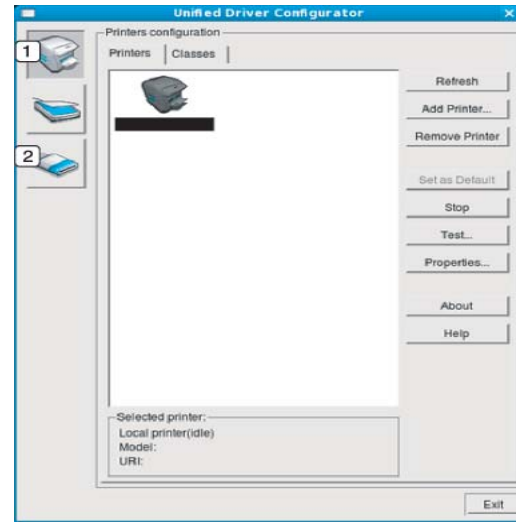 Unified Driver Configurator
1
2
Printers configuration
Printers Classes
Refresh
Add Printer...
Remove Printer
Set as Default
Stop
Test...
Properties...
About
Help
Selected printer:
Local printer(idle)
Model:
URI:
Exit